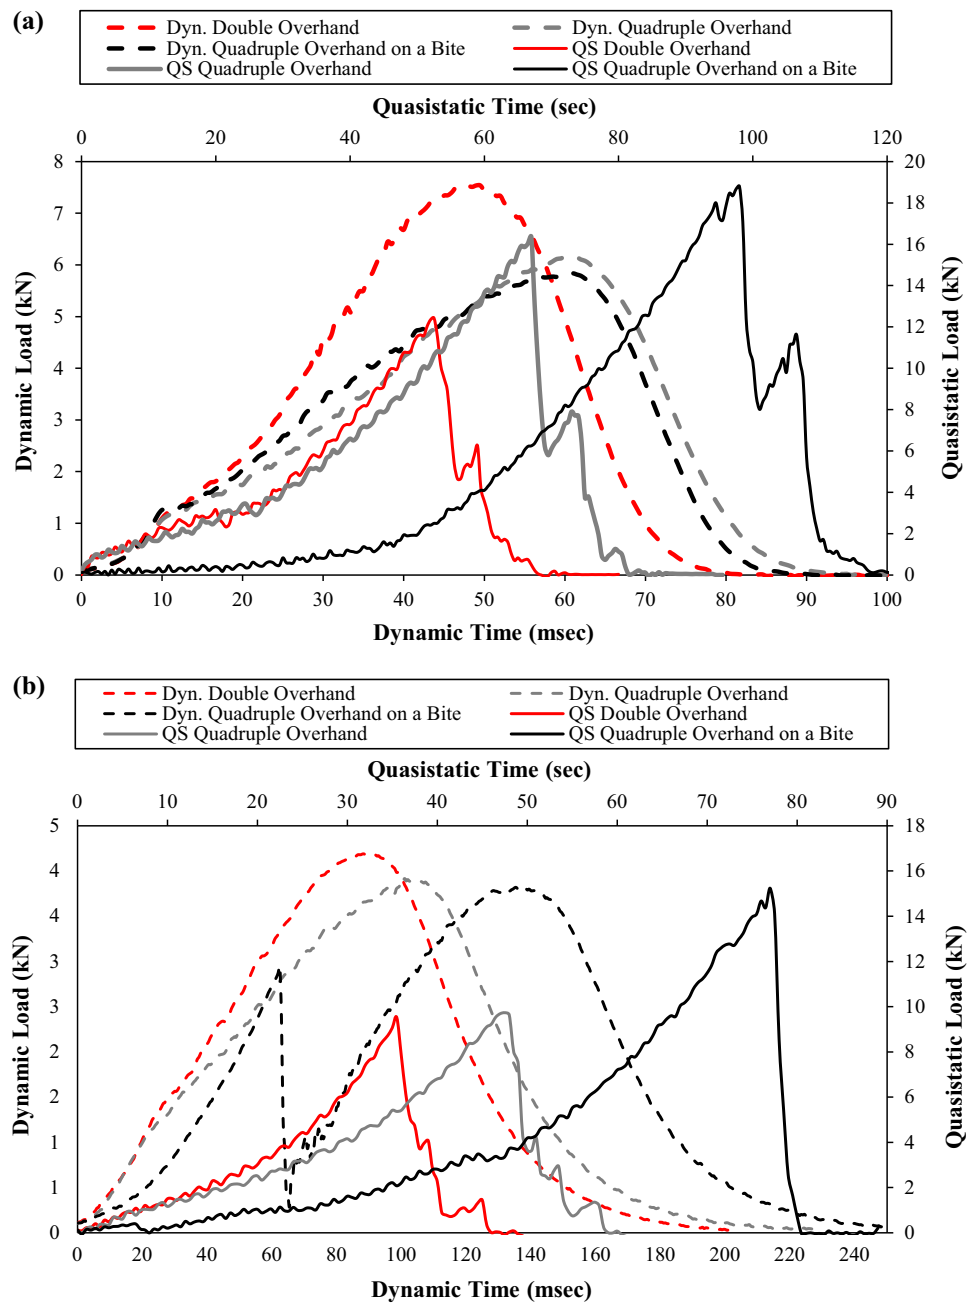 (a)
Dyn. Double Overhand Dyn. Quadruple Overhand
Dyn. Quadruple Overhand on a Bite QS Double Overhand
QS Quadruple Overhand QS Quadruple Overhand on a Bite
Quasistatic Time (sec)
0 20 40 60 80 100 120
8 20
18
7
16
6
14
5
12
4 10
8
3
6
2
4
1
2
0 0
Dynamic Load (kN)
Quasistatic Load (kN)
0 10 20 30 40 50 60 70 80 90 100
Dynamic Time (msec)
(b)
Dyn. Double Overhand Dyn. Quadruple Overhand
Dyn. Quadruple Overhand on a Bite QS Double Overhand
QS Quadruple Overhand QS Quadruple Overhand on a Bite
Quasistatic Time (sec)
0 10 20 30 40 50 60 70 80 90
5 18
4 16
4 14
3 12
3 10
2 8
2 6
1 4
1 2
0 0
Dynamic Load (kN)
Quasistatic Load (kN)
0 20 40 60 80 100 120 140 160 180 200 220 240
Dynamic Time (msec)